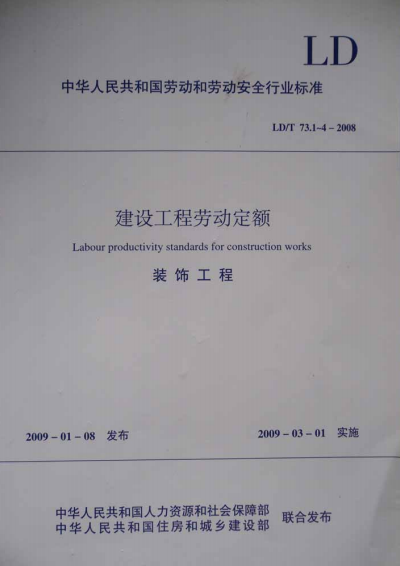 LD
中华人民共和国劳动和劳动安全行业标准
LD/T 73.1-4-2008
建设工程劳动定额
Labour productivity standards for construction works
装饰工程
2009-01-08 发布 2009-03-01 实施
中华人民共和国人力资源和社会保障部
中华人民共和国住房和城乡建设部 联合发布